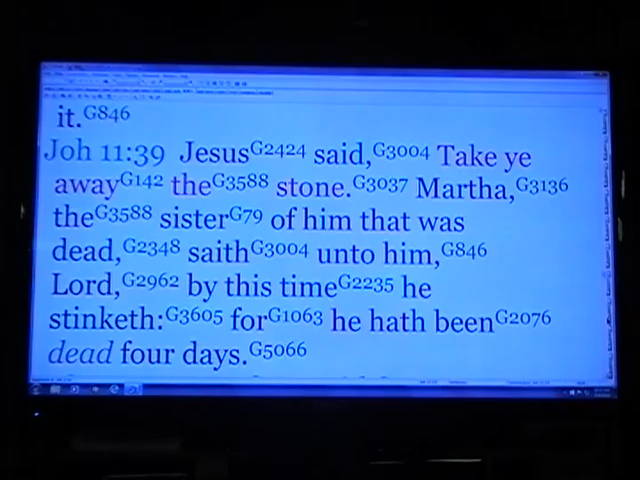 it.G846
Joh 11:39 JesusG2424 said,G3004 Take ye
awayG142 theG3588 stone.G3037 Martha,G3136
theG3588 sisterG79 of him that was
dead,G2348 saithG3004 unto him,G846
Lord,G2962 by this timeG2235 he
stinketh:G3605 forG1063 he hath beenG2076
dead four days.G5066